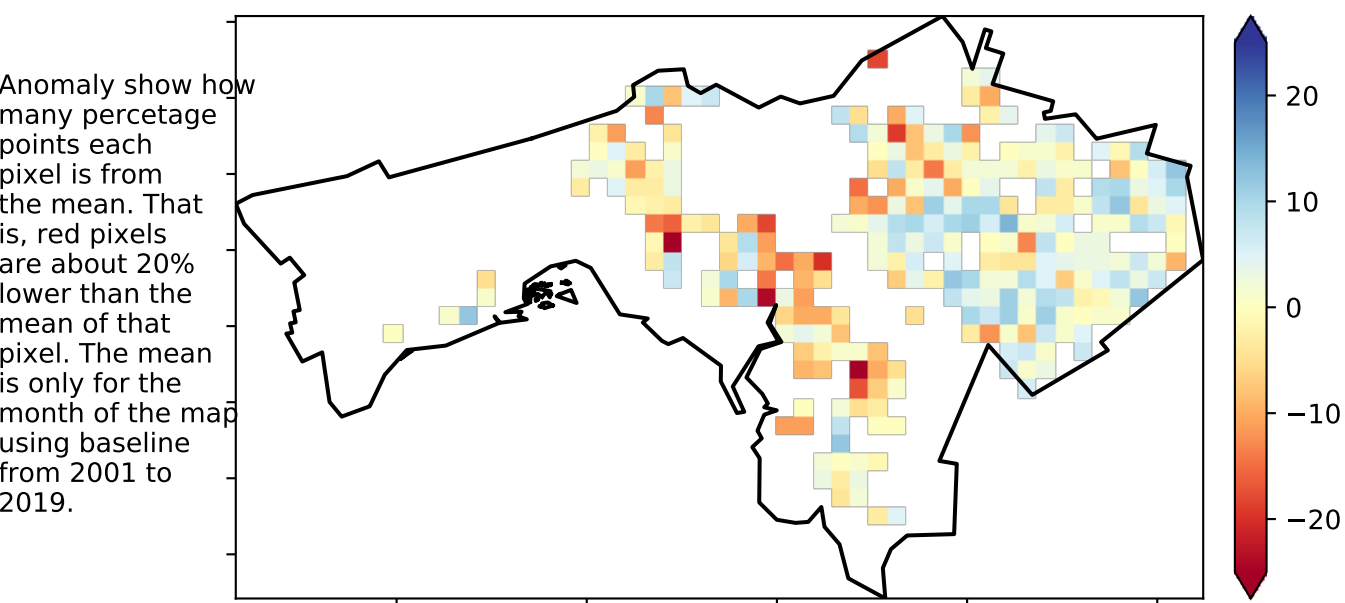 Anomaly show how
many percetage
points each
pixel is from
the mean. That
is, red pixels
are about 20%
lower than the
mean of that
pixel. The mean
is only for the
month of the map
using baseline
from 2001 to
2019.
20
10
0
−10
−20